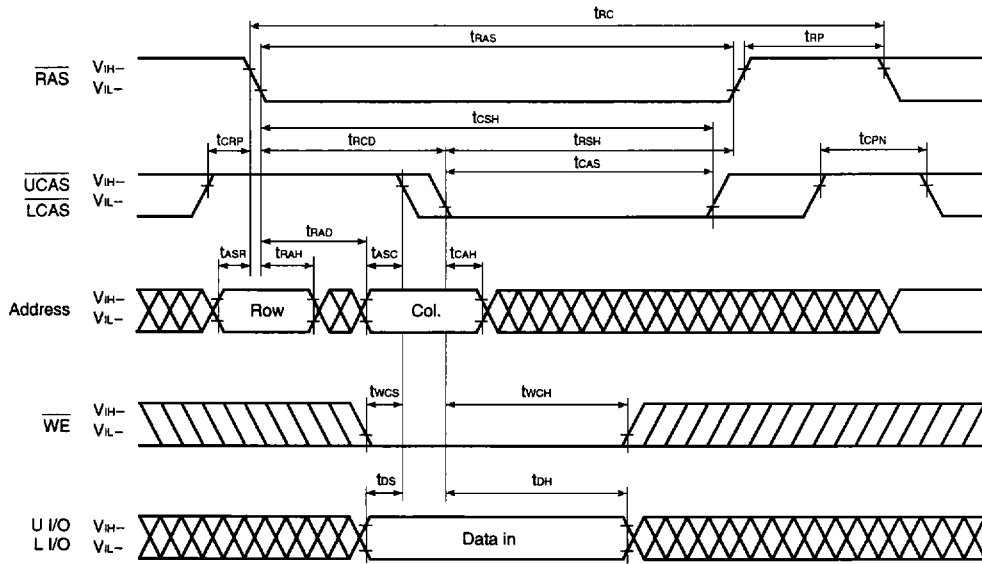 tRC
tRAS
tRP
RAS
VIH–
VIL–
tCSH
tCRP
tRCD
tRSH
tCPN
tCAS
UCAS
LCAS
VIH–
VIL–
tRAD
tASR
tRAH
tASC
tCAH
Address
VIH–
VIL–
Row
Col.
tWCS
tWCH
WE
VIH–
VIL–
tDS
tDH
U I/O
L I/O
VIH–
VIL–
Data in